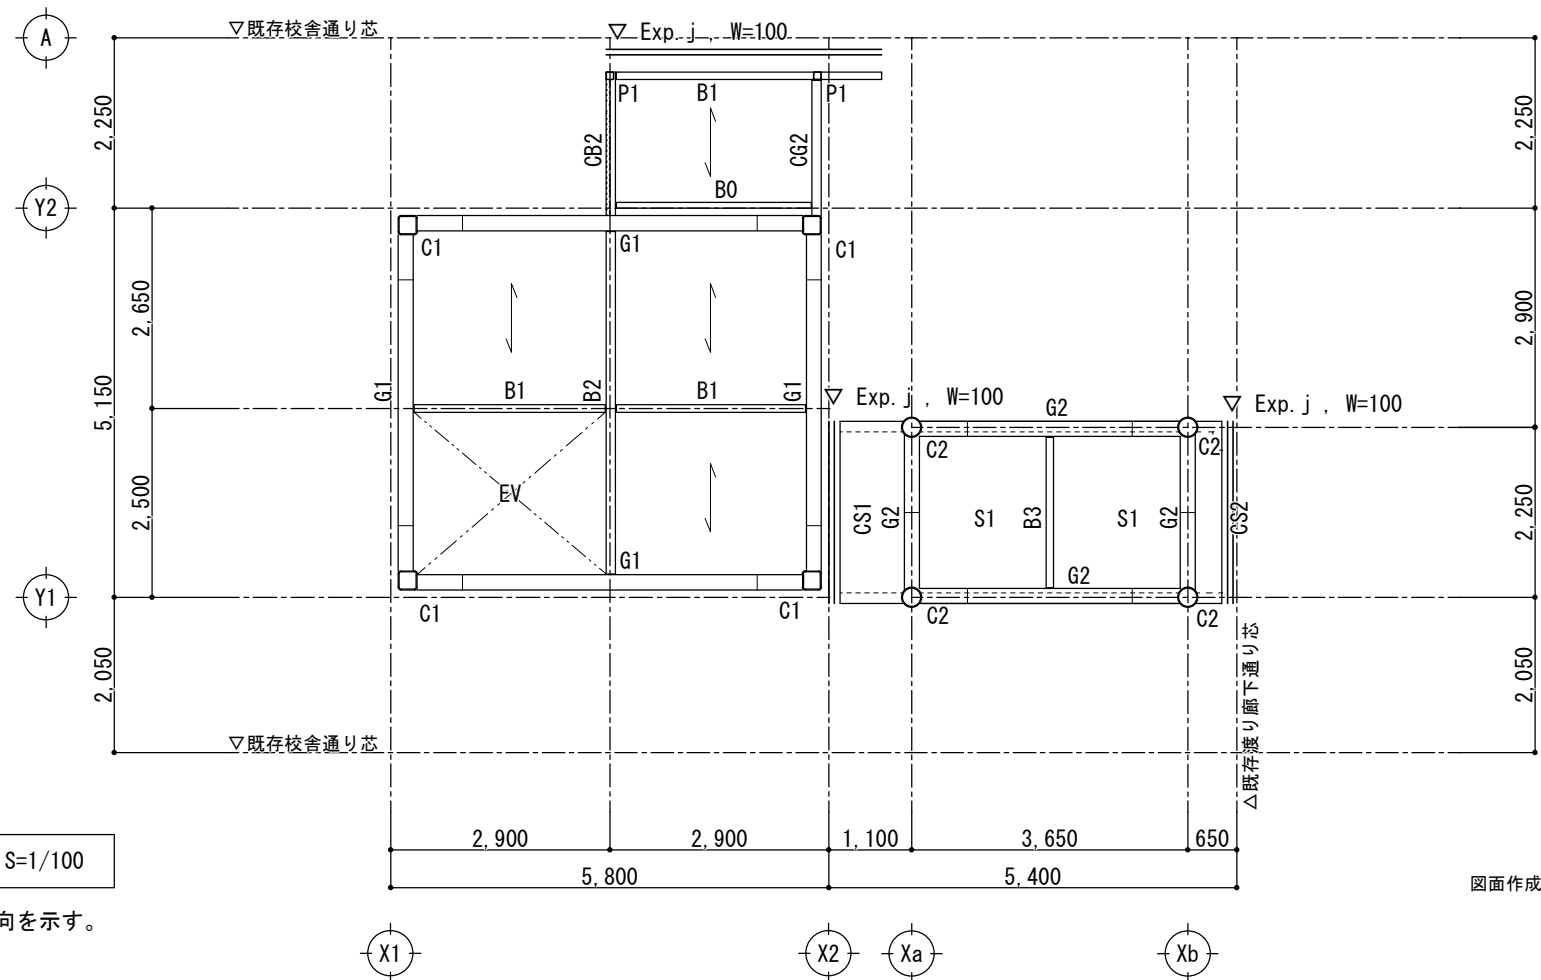 A
▽既存校舎通り芯
▽ Exp.j , W=100
P1
B1
P1
2,250
CB2
CG2
2,250
B0
Y2
C1
G1
C1
2,650
2,900
5,150
G1
B1
B2
B1
G1
▽ Exp.j , W=100
G2
▽ Exp.j , W=100
C2
C2
2,500
EV
CS1
G2
S1
B3
S1
G2
CS2
2,250
G1
G2
Y1
C1
C1
C2
C2
2,050
△既存渡り廊下通り芯
2,050
▽既存校舎通り芯
2,900
2,900
1,100
3,650
650
S=1/100
5,800
5,400
図面作成
向を示す。
X1
X2
Xa
Xb